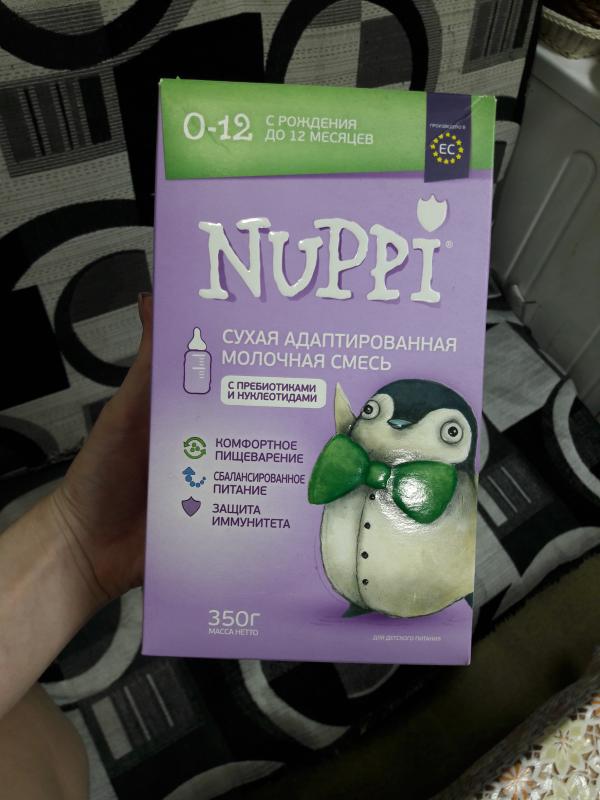 0-12
С РОЖДЕНИЯ
ДО 12 МЕСЯЦЕВ
ПРОИЗВЕДЕНО В
ЕС
NUPPI®
СУХАЯ АДАПТИРОВАННАЯ
МОЛОЧНАЯ СМЕСЬ
С ПРЕБИОТИКАМИ
И НУКЛЕОТИДАМИ
КОМФОРТНОЕ
ПИЩЕВАРЕНИЕ
СБАЛАНСИРОВАННОЕ
ПИТАНИЕ
ЗАЩИТА
ИММУНИТЕТА
350Г
МАССА НЕТТО
ДЛЯ ДЕТСКОГО ПИТАНИЯ